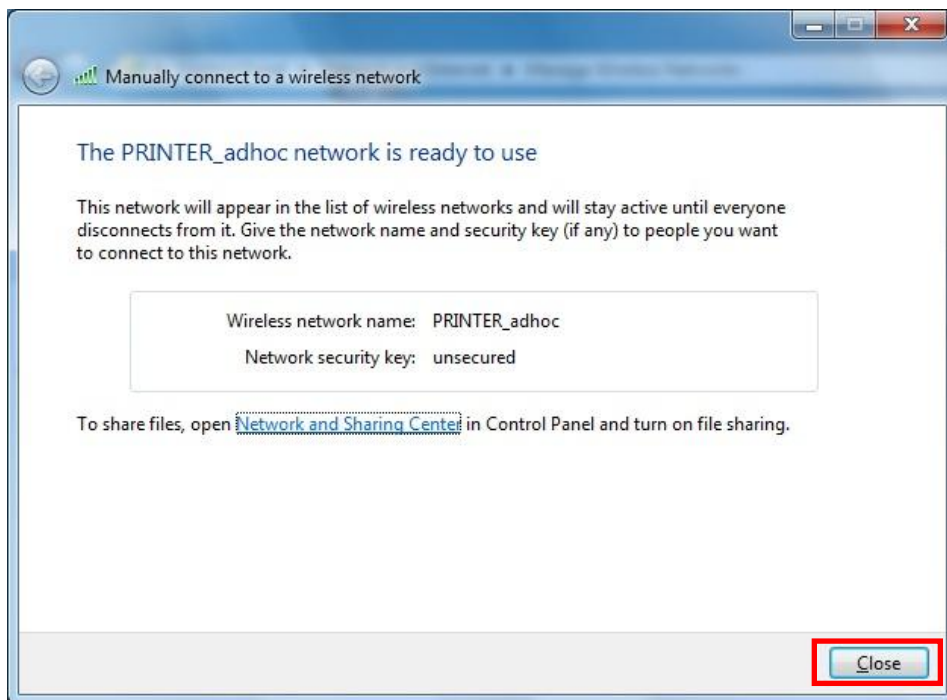 Manually connect to a wireless network
The PRINTER_adhoc network is ready to use
This network will appear in the list of wireless networks and will stay active until everyone
disconnects from it. Give the network name and security key (if any) to people you want
to connect to this network.
Wireless network name: PRINTER_adhoc
Network security key: unsecured
To share files, open Network and Sharing Center in Control Panel and turn on file sharing.
Close